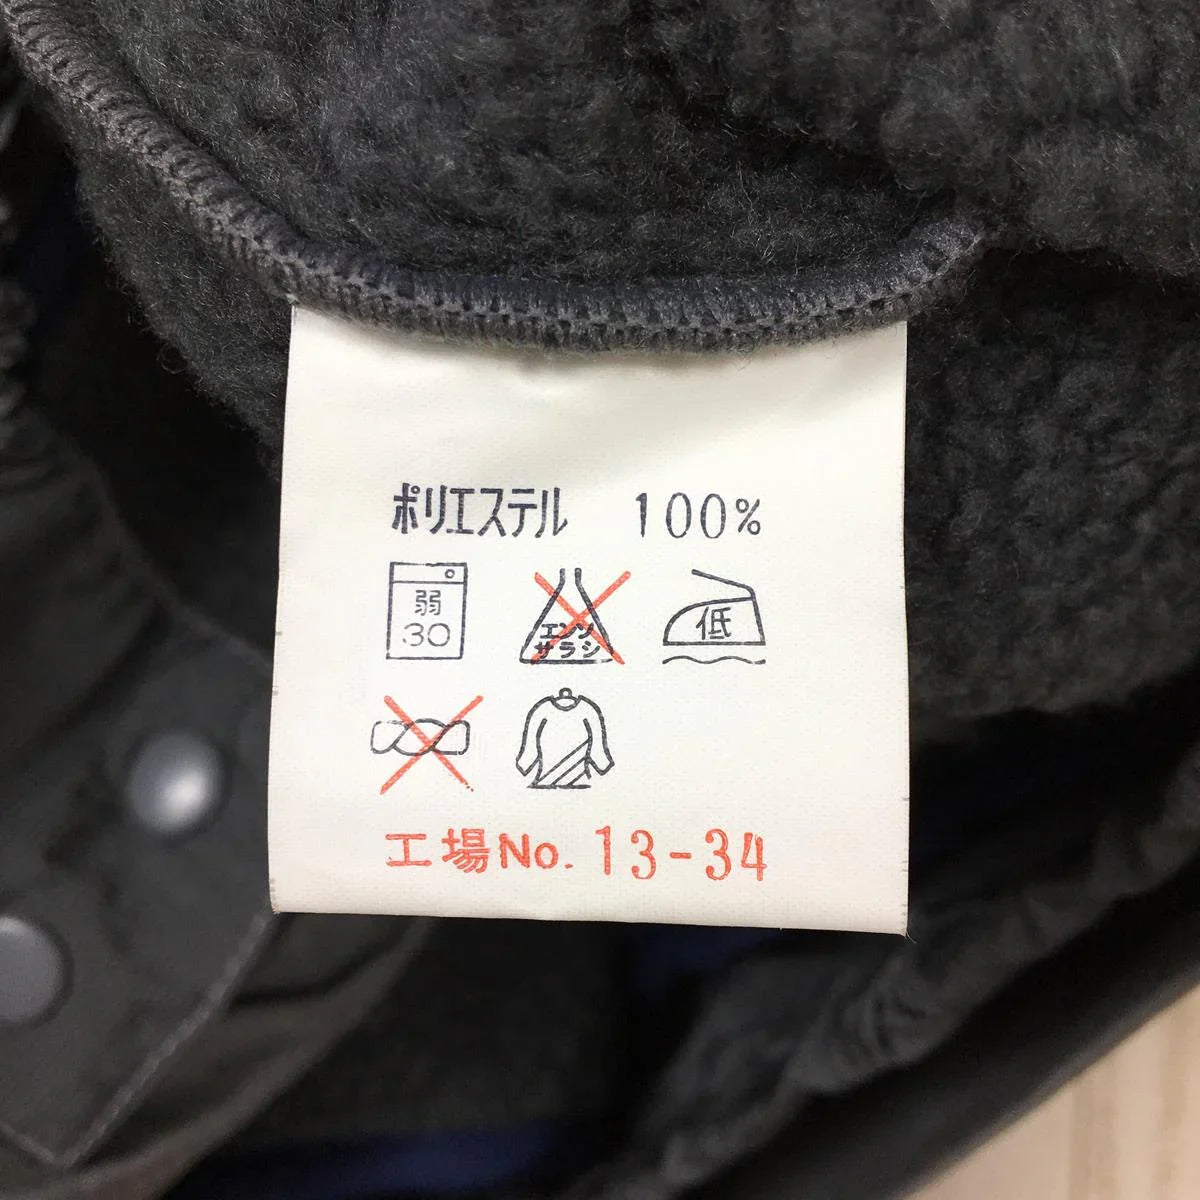 ポリエステル 100%
弱
30
エンソ
サラシ
低
工場No. 13-34